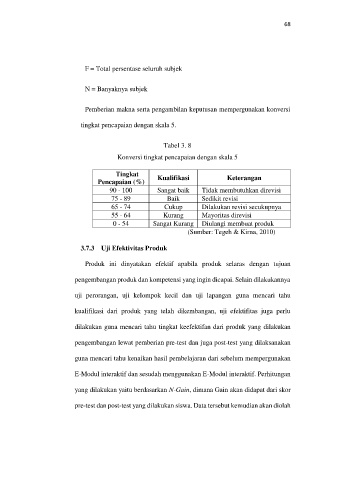 68
F = Total persentase seluruh subjek
N = Banyaknya subjek
Pemberian makna serta pengambilan keputusan mempergunakan konversi
tingkat pencapaian dengan skala 5.
Tabel 3. 8
Konversi tingkat pencapaian dengan skala 5
Tingkat Pencapaian (%) Kualifikasi Keterangan
90 - 100 Sangat baik Tidak membutuhkan direvisi
75 - 89 Baik Sedikit revisi
65 - 74 Cukup Dilakukan revisi secukupnya
55 - 64 Kurang Mayoritas direvisi
0 - 54 Sangat Kurang Diulangi membuat produk
(Sumber: Tegeh & Kirna, 2010)
3.7.3 Uji Efektivitas Produk
Produk ini dinyatakan efektif apabila produk selaras dengan tujuan
pengembangan produk dan kompetensi yang ingin dicapai. Selain dilakukannya
uji perorangan, uji kelompok kecil dan uji lapangan guna mencari tahu
kualifikasi dari produk yang telah dikembangan, uji efektifitas juga perlu
dilakukan guna mencari tahu tingkat keefektifan dari produk yang dilakukan
pengembangan lewat pemberian pre-test dan juga post-test yang dilaksanakan
guna mencari tahu kenaikan hasil pembelajaran dari sebelum mempergunakan
E-Modul interaktif dan sesudah menggunakan E-Modul interaktif. Perhitungan
yang dilakukan yaitu berdasarkan N-Gain, dimana Gain akan didapat dari skor
pre-test dan post-test yang dilakukan siswa. Data tersebut kemudian akan diolah